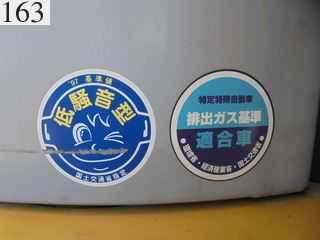 163
'97 基準値
低騒音型
国土交通省指定
特定特殊自動車
排出ガス基準
適合車
環境省・経済産業省・国土交通省